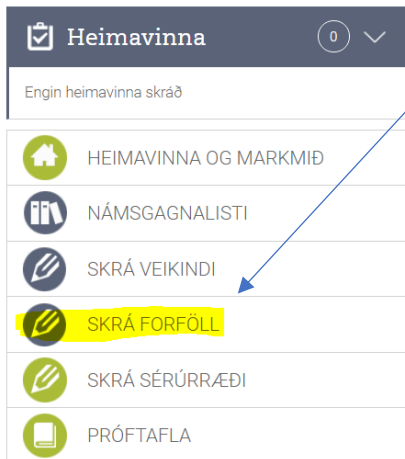 Heimavinna 0
Engin heimavinna skráð
HEIMAVINNA OG MARKMIÐ
NÁMSGAGNALISTI
SKRÁ VEIKINDI
SKRÁ FORFÖLL
SKRÁ SÉRÚRRÆÐI
PRÓFTAFLA